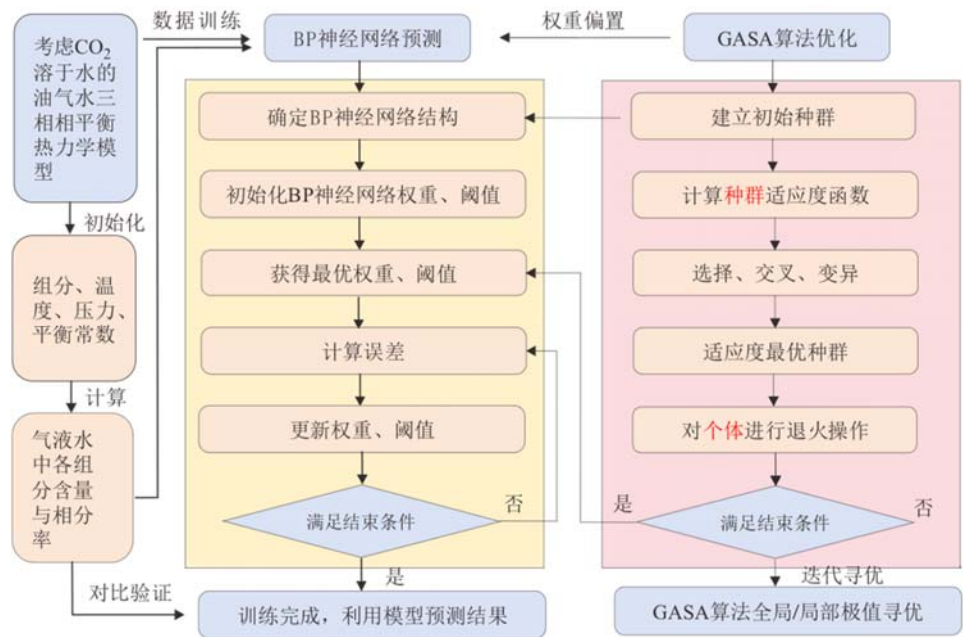 考虑CO₂
溶于水的
油气水三
相相平衡
热力学模
型
初始化
组分、温
度、压力、
平衡常数
计算
气液水
中各组
分含量
与相分
率
对比验证
数据训练
BP神经网络预测
确定BP神经网络结构
初始化BP神经网络权重、阈值
获得最优权重、阈值
计算误差
更新权重、阈值
满足结束条件
否
是
训练完成，利用模型预测结果
权重偏置
GASA算法优化
建立初始种群
计算种群适应度函数
选择、交叉、变异
适应度最优种群
对个体进行退火操作
是
满足结束条件
否
迭代寻优
GASA算法全局/局部极值寻优